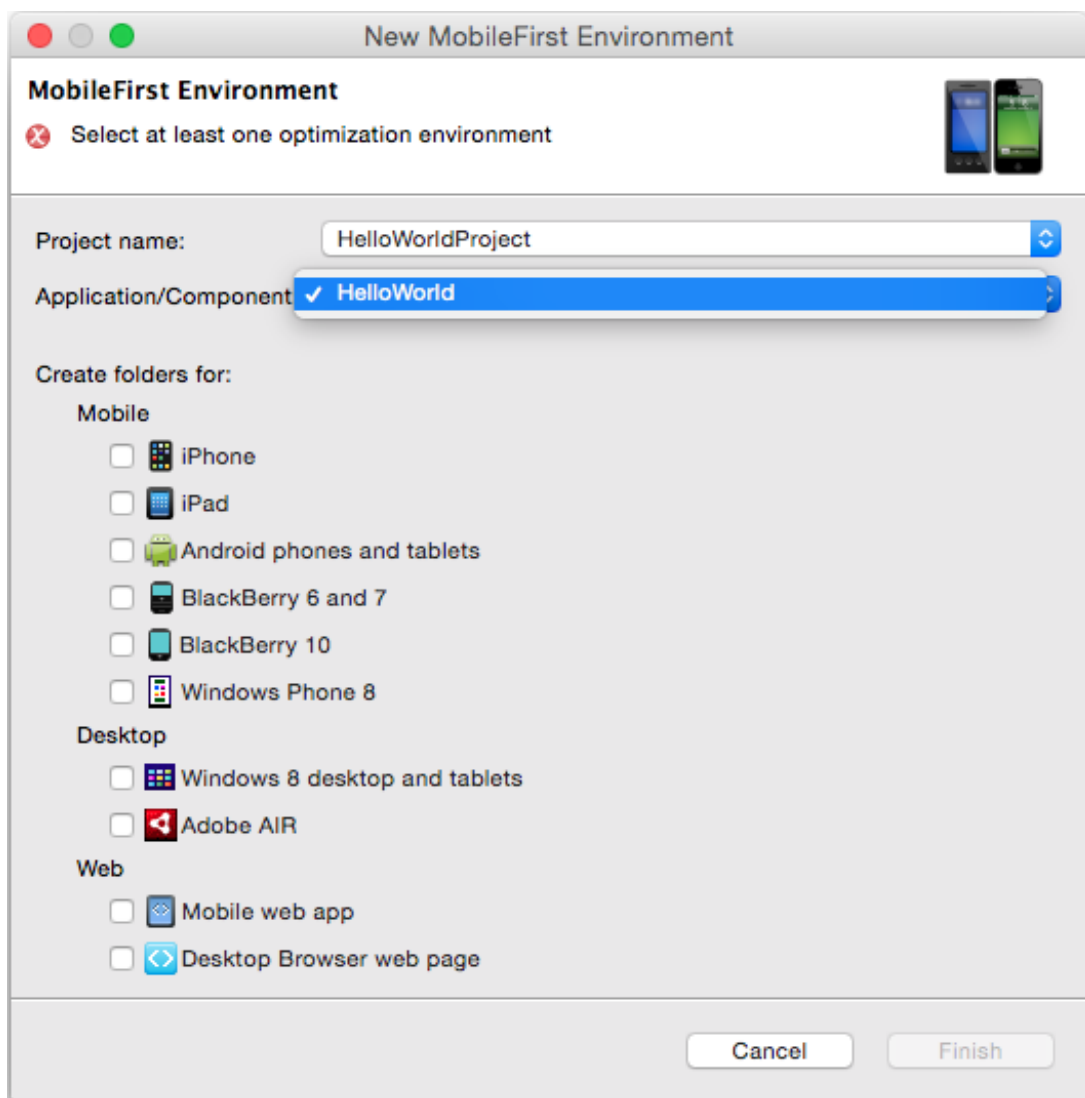 New MobileFirst Environment
MobileFirst Environment
Select at least one optimization environment
Project name: HelloWorldProject
Application/Component ✓ HelloWorld
Create folders for:
Mobile
iPhone
iPad
Android phones and tablets
BlackBerry 6 and 7
BlackBerry 10
Windows Phone 8
Desktop
Windows 8 desktop and tablets
Adobe AIR
Web
Mobile web app
Desktop Browser web page
Cancel Finish